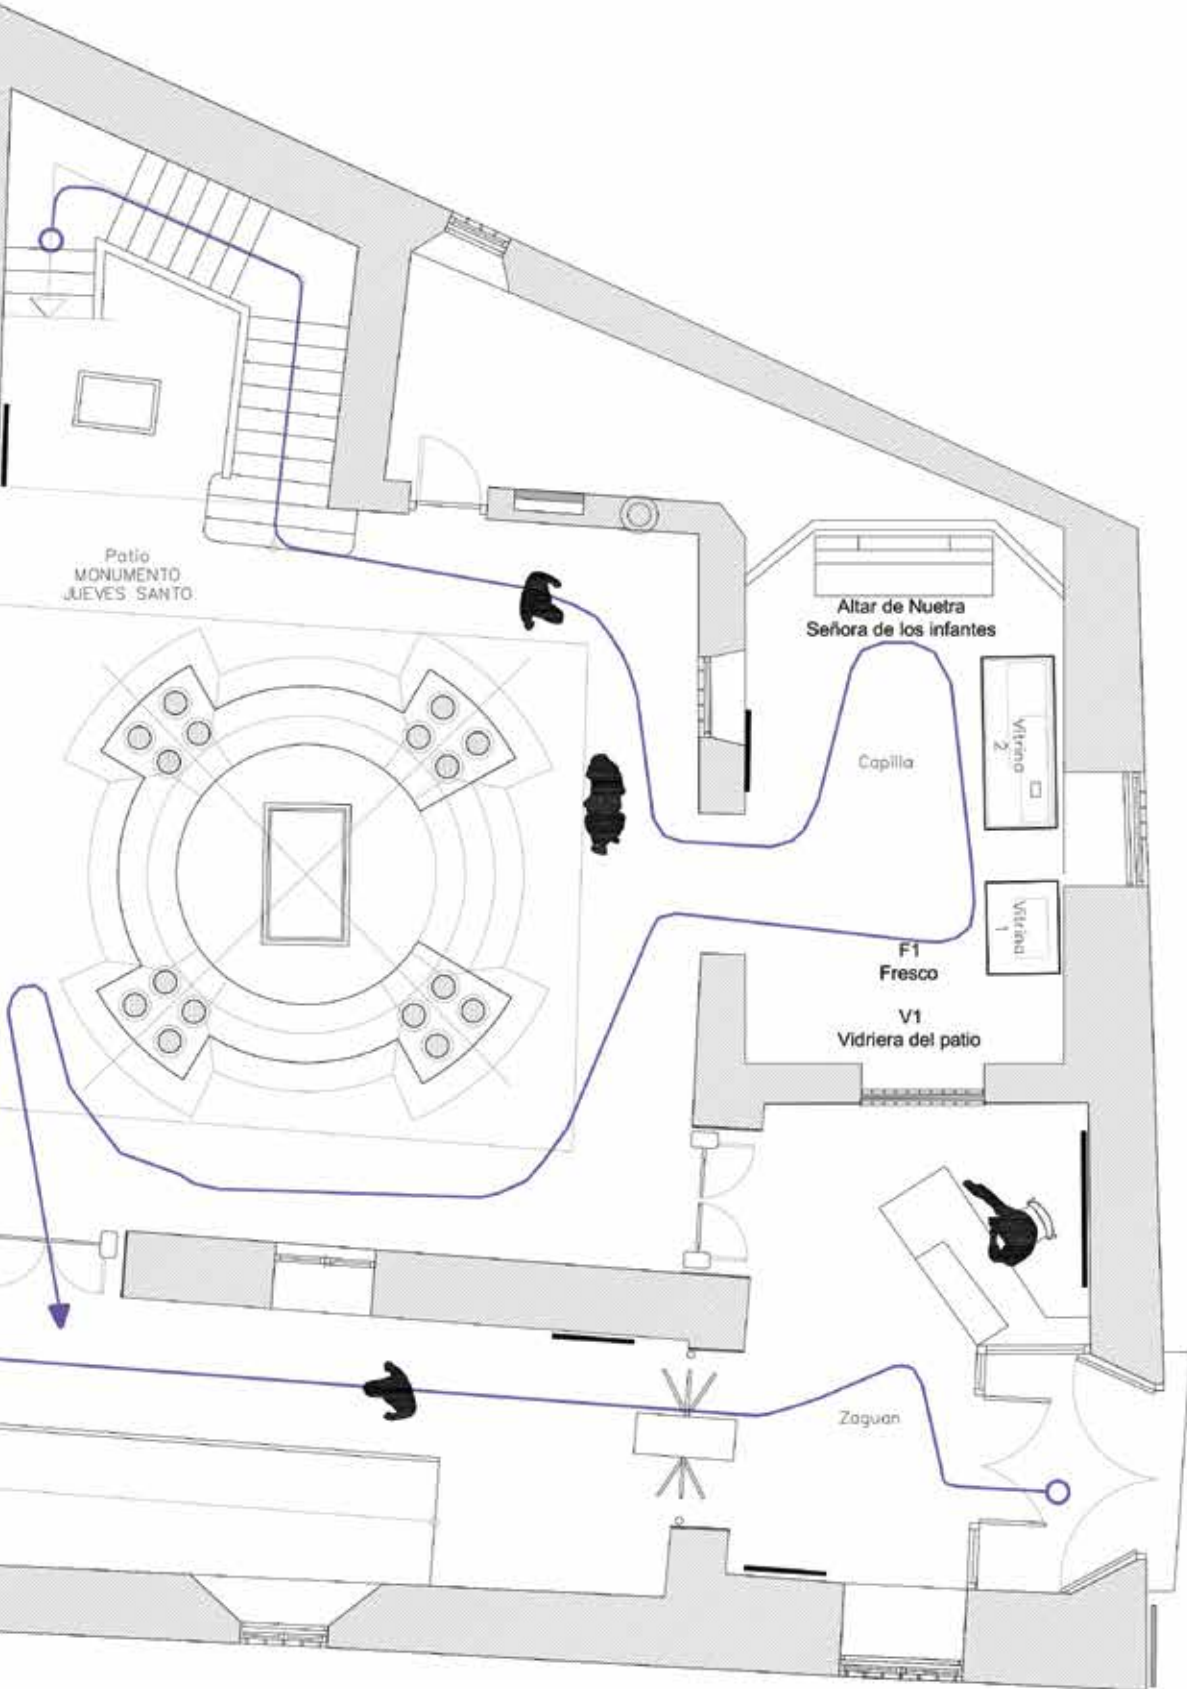 Patio
MONUMENTO
JUEVES SANTO
Altar de Nuetra
Señora de los infantes
Capilla
Vitrina
2
Vitrina
1
F1
Fresco
V1
Vidriera del patio
Zaguan